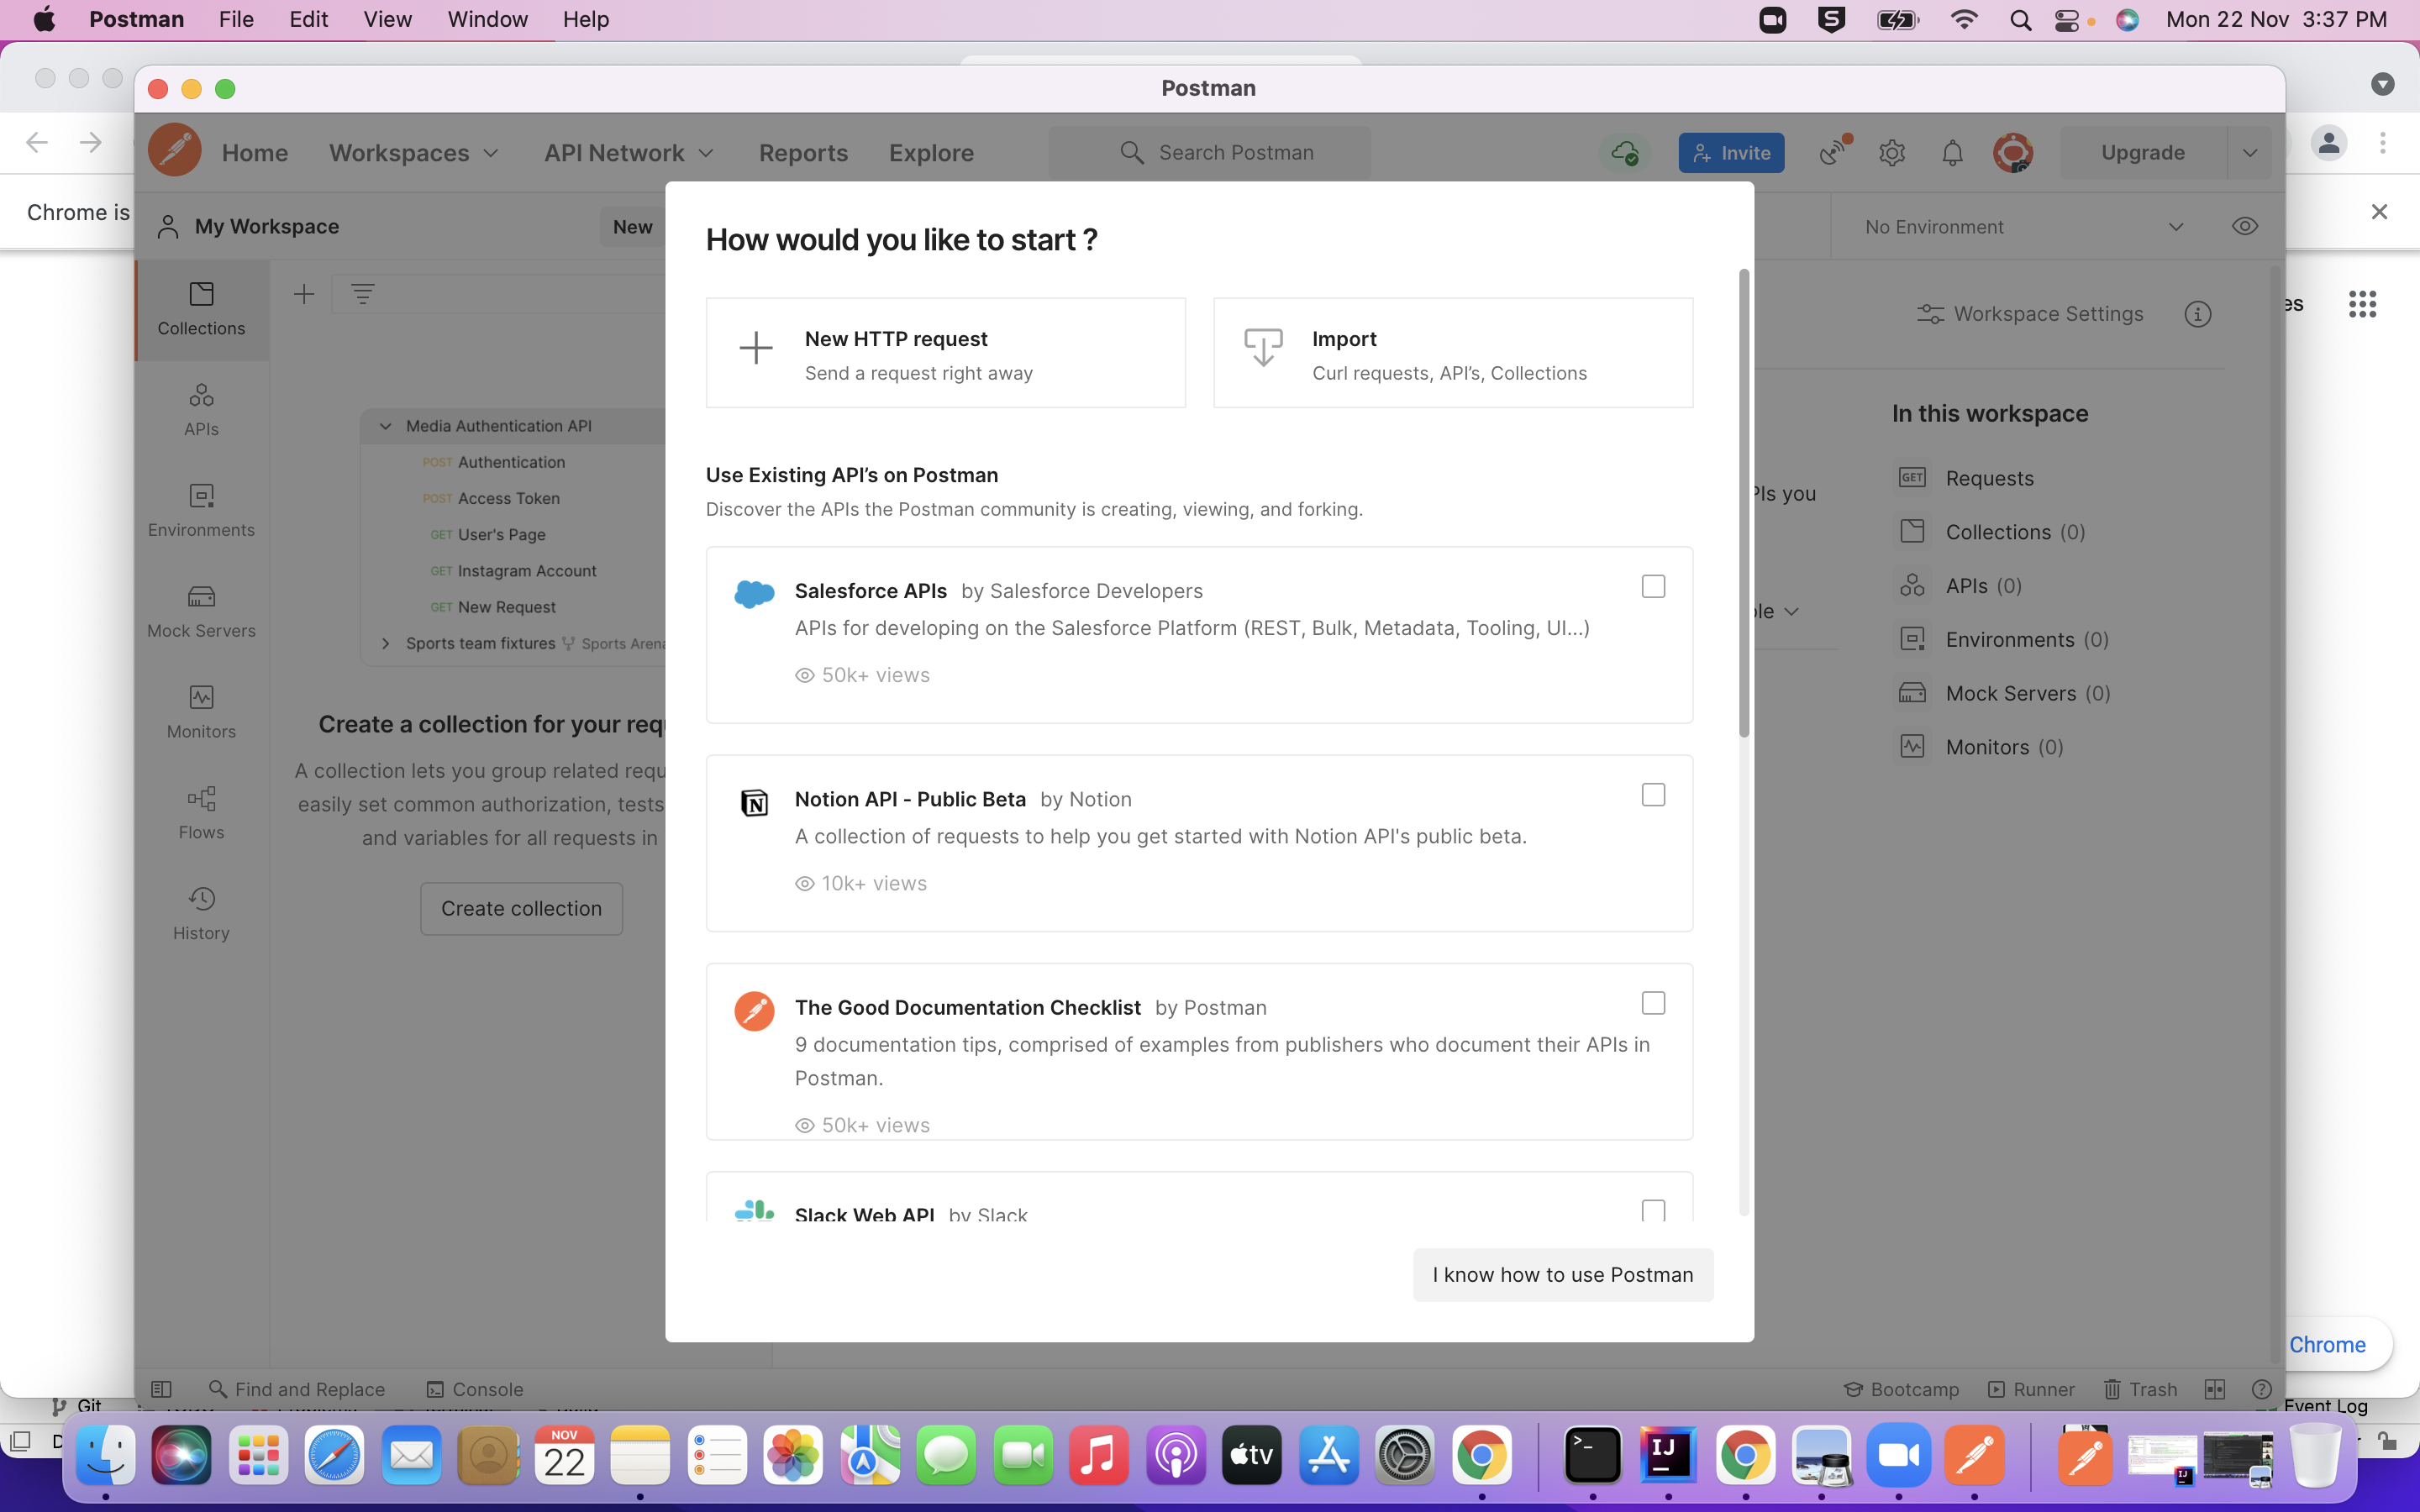 Postman File Edit View Window Help
Mon 22 Nov 3:37 PM
Postman
Home Workspaces API Network Reports Explore
Search Postman
Invite
Upgrade
Chrome is
My Workspace
New
No Environment
Collections
APIs
Environments
Mock Servers
Monitors
Flows
History
Media Authentication API
POST Authentication
POST Access Token
GET User's Page
GET Instagram Account
GET New Request
Sports team fixtures Sports Arena
Create a collection for your
A collection lets you group related
easily set common authorization, tests
and variables for all requests in
Create collection
How would you like to start ?
New HTTP request
Send a request right away
Import
Curl requests, API’s, Collections
Use Existing API’s on Postman
Discover the APIs the Postman community is creating, viewing, and forking.
Salesforce APIs by Salesforce Developers
APIs for developing on the Salesforce Platform (REST, Bulk, Metadata, Tooling, UI...)
50k+ views
Notion API - Public Beta by Notion
A collection of requests to help you get started with Notion API's public beta.
10k+ views
The Good Documentation Checklist by Postman
9 documentation tips, comprised of examples from publishers who document their APIs in
Postman.
50k+ views
Slack Web API by Slack
I know how to use Postman
Workspace Settings
In this workspace
PIs you
GET Requests
Collections (0)
APIs (0)
Environments (0)
Mock Servers (0)
Monitors (0)
Chrome
Find and Replace Console
Bootcamp Runner Trash
Git
Event Log
NOV
22
tv
IJ